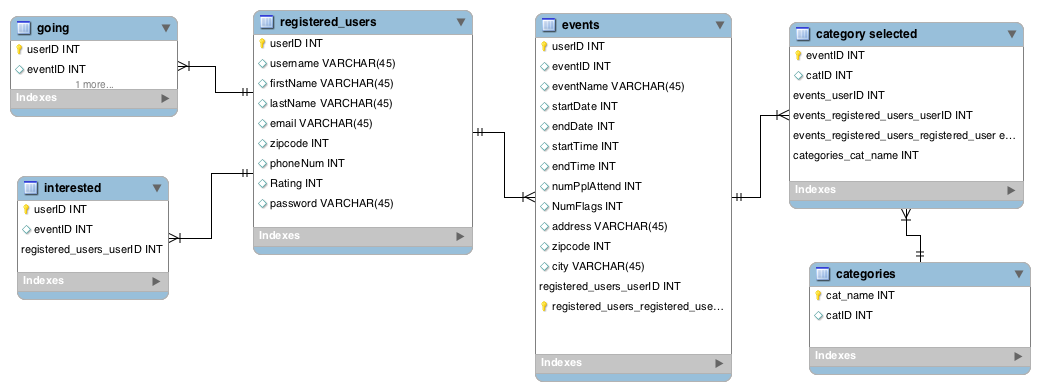 going
userID INT
eventID INT
1 more...
Indexes
registered_users
userID INT
username VARCHAR(45)
firstName VARCHAR(45)
lastName VARCHAR(45)
email VARCHAR(45)
zipcode INT
phoneNum INT
Rating INT
password VARCHAR(45)
Indexes
interested
userID INT
eventID INT
registered_users_userID INT
Indexes
events
userID INT
eventID INT
eventName VARCHAR(45)
startDate INT
endDate INT
startTime INT
endTime INT
numPplAttend INT
NumFlags INT
address VARCHAR(45)
zipcode INT
city VARCHAR(45)
registered_users_userID INT
registered_users_registered_use...
Indexes
category selected
eventID INT
catID INT
events_userID INT
events_registered_users_userID INT
events_registered_users_registered_user e...
categories_cat_name INT
Indexes
categories
cat_name INT
catID INT
Indexes